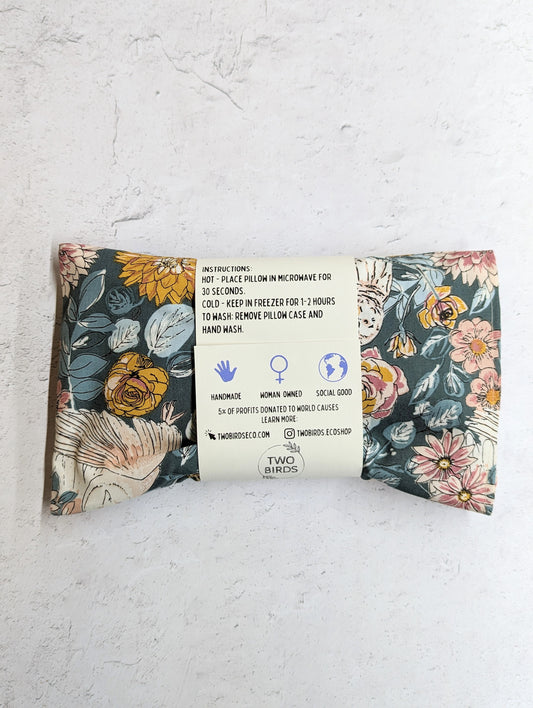 INSTRUCTIONS:
HOT - PLACE PILLOW IN MICROWAVE FOR
30 SECONDS.
COLD - KEEP IN FREEZER FOR 1-2 HOURS
TO WASH: REMOVE PILLOW CASE AND
HAND WASH.
HANDMADE
WOMAN OWNED
SOCIAL GOOD
5% OF PROFITS DONATED TO WORLD CAUSES
LEARN MORE:
TWOBIRDSECO.COM
TWOBIRDS.ECOSHOP
TWO
BIRDS